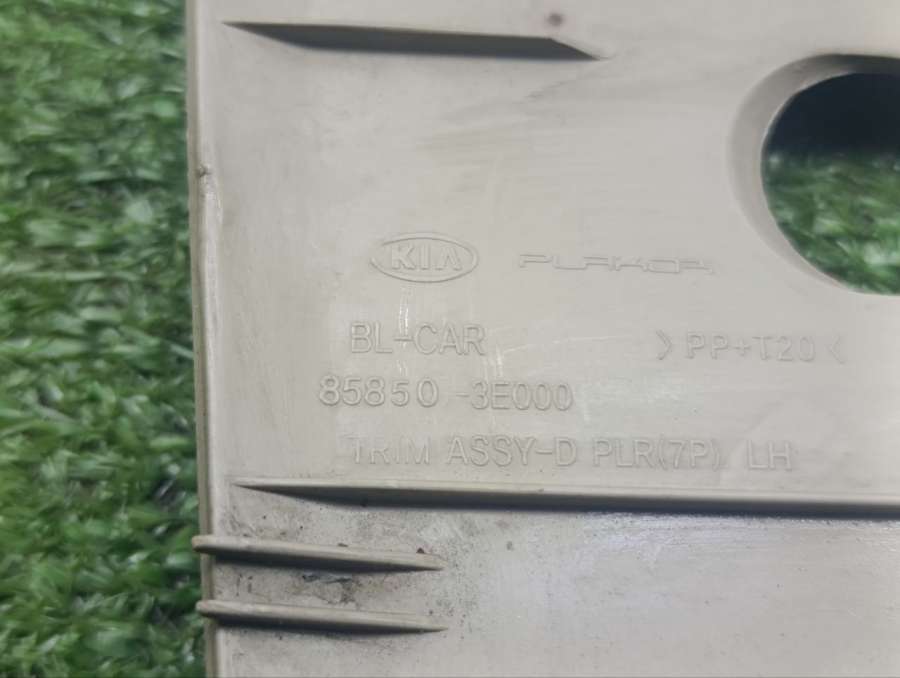 KIA PLAKOR
BL-CAR >PP+T20<
85850-3E000
TRIM ASSY-D PLR(7P) LH